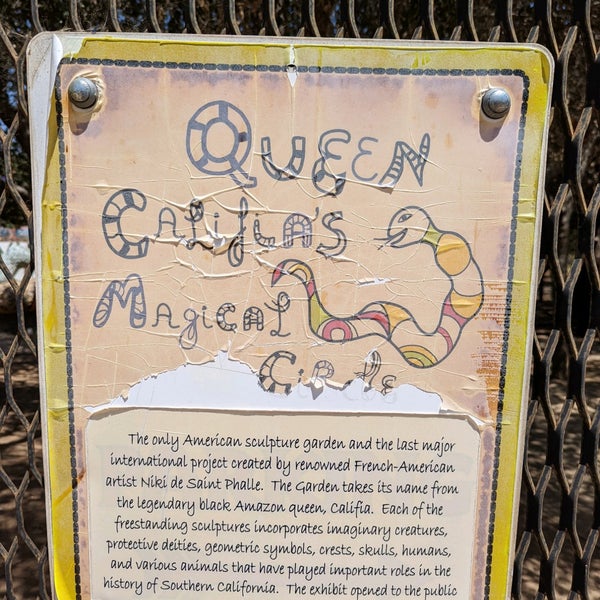 QUEEN
CALIFIA'S
MAGICAL
CIRCLE
The only American sculpture garden and the last major
international project created by renowned French-American
artist Niki de Saint Phalle. The Garden takes its name from
the legendary black Amazon queen, Califia. Each of the
freestanding sculptures incorporates imaginary creatures,
protective deities, geometric symbols, crests, skulls, humans,
and various animals that have played important roles in the
history of Southern California. The exhibit opened to the public